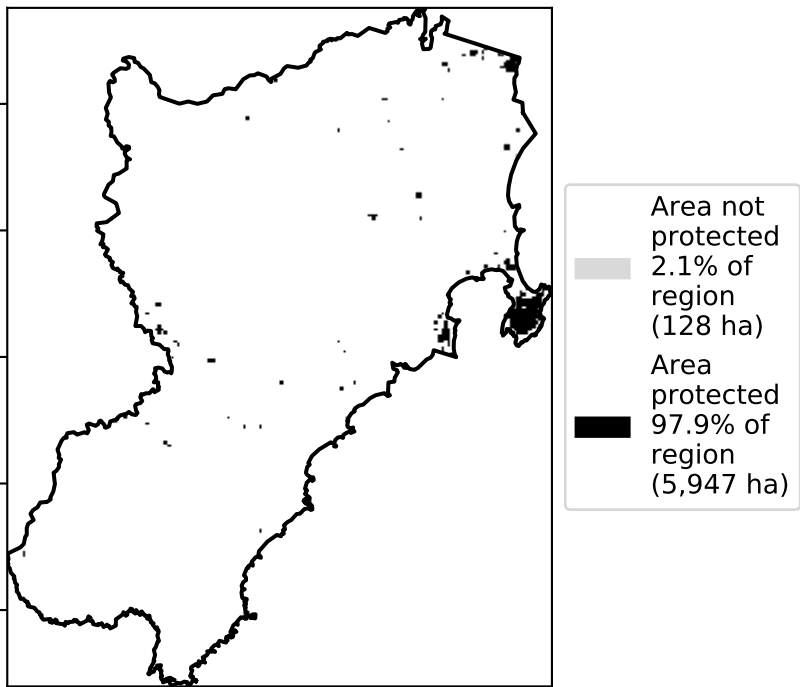 Area not
protected
2.1% of
region
(128 ha)
Area
protected
97.9% of
region
(5,947 ha)